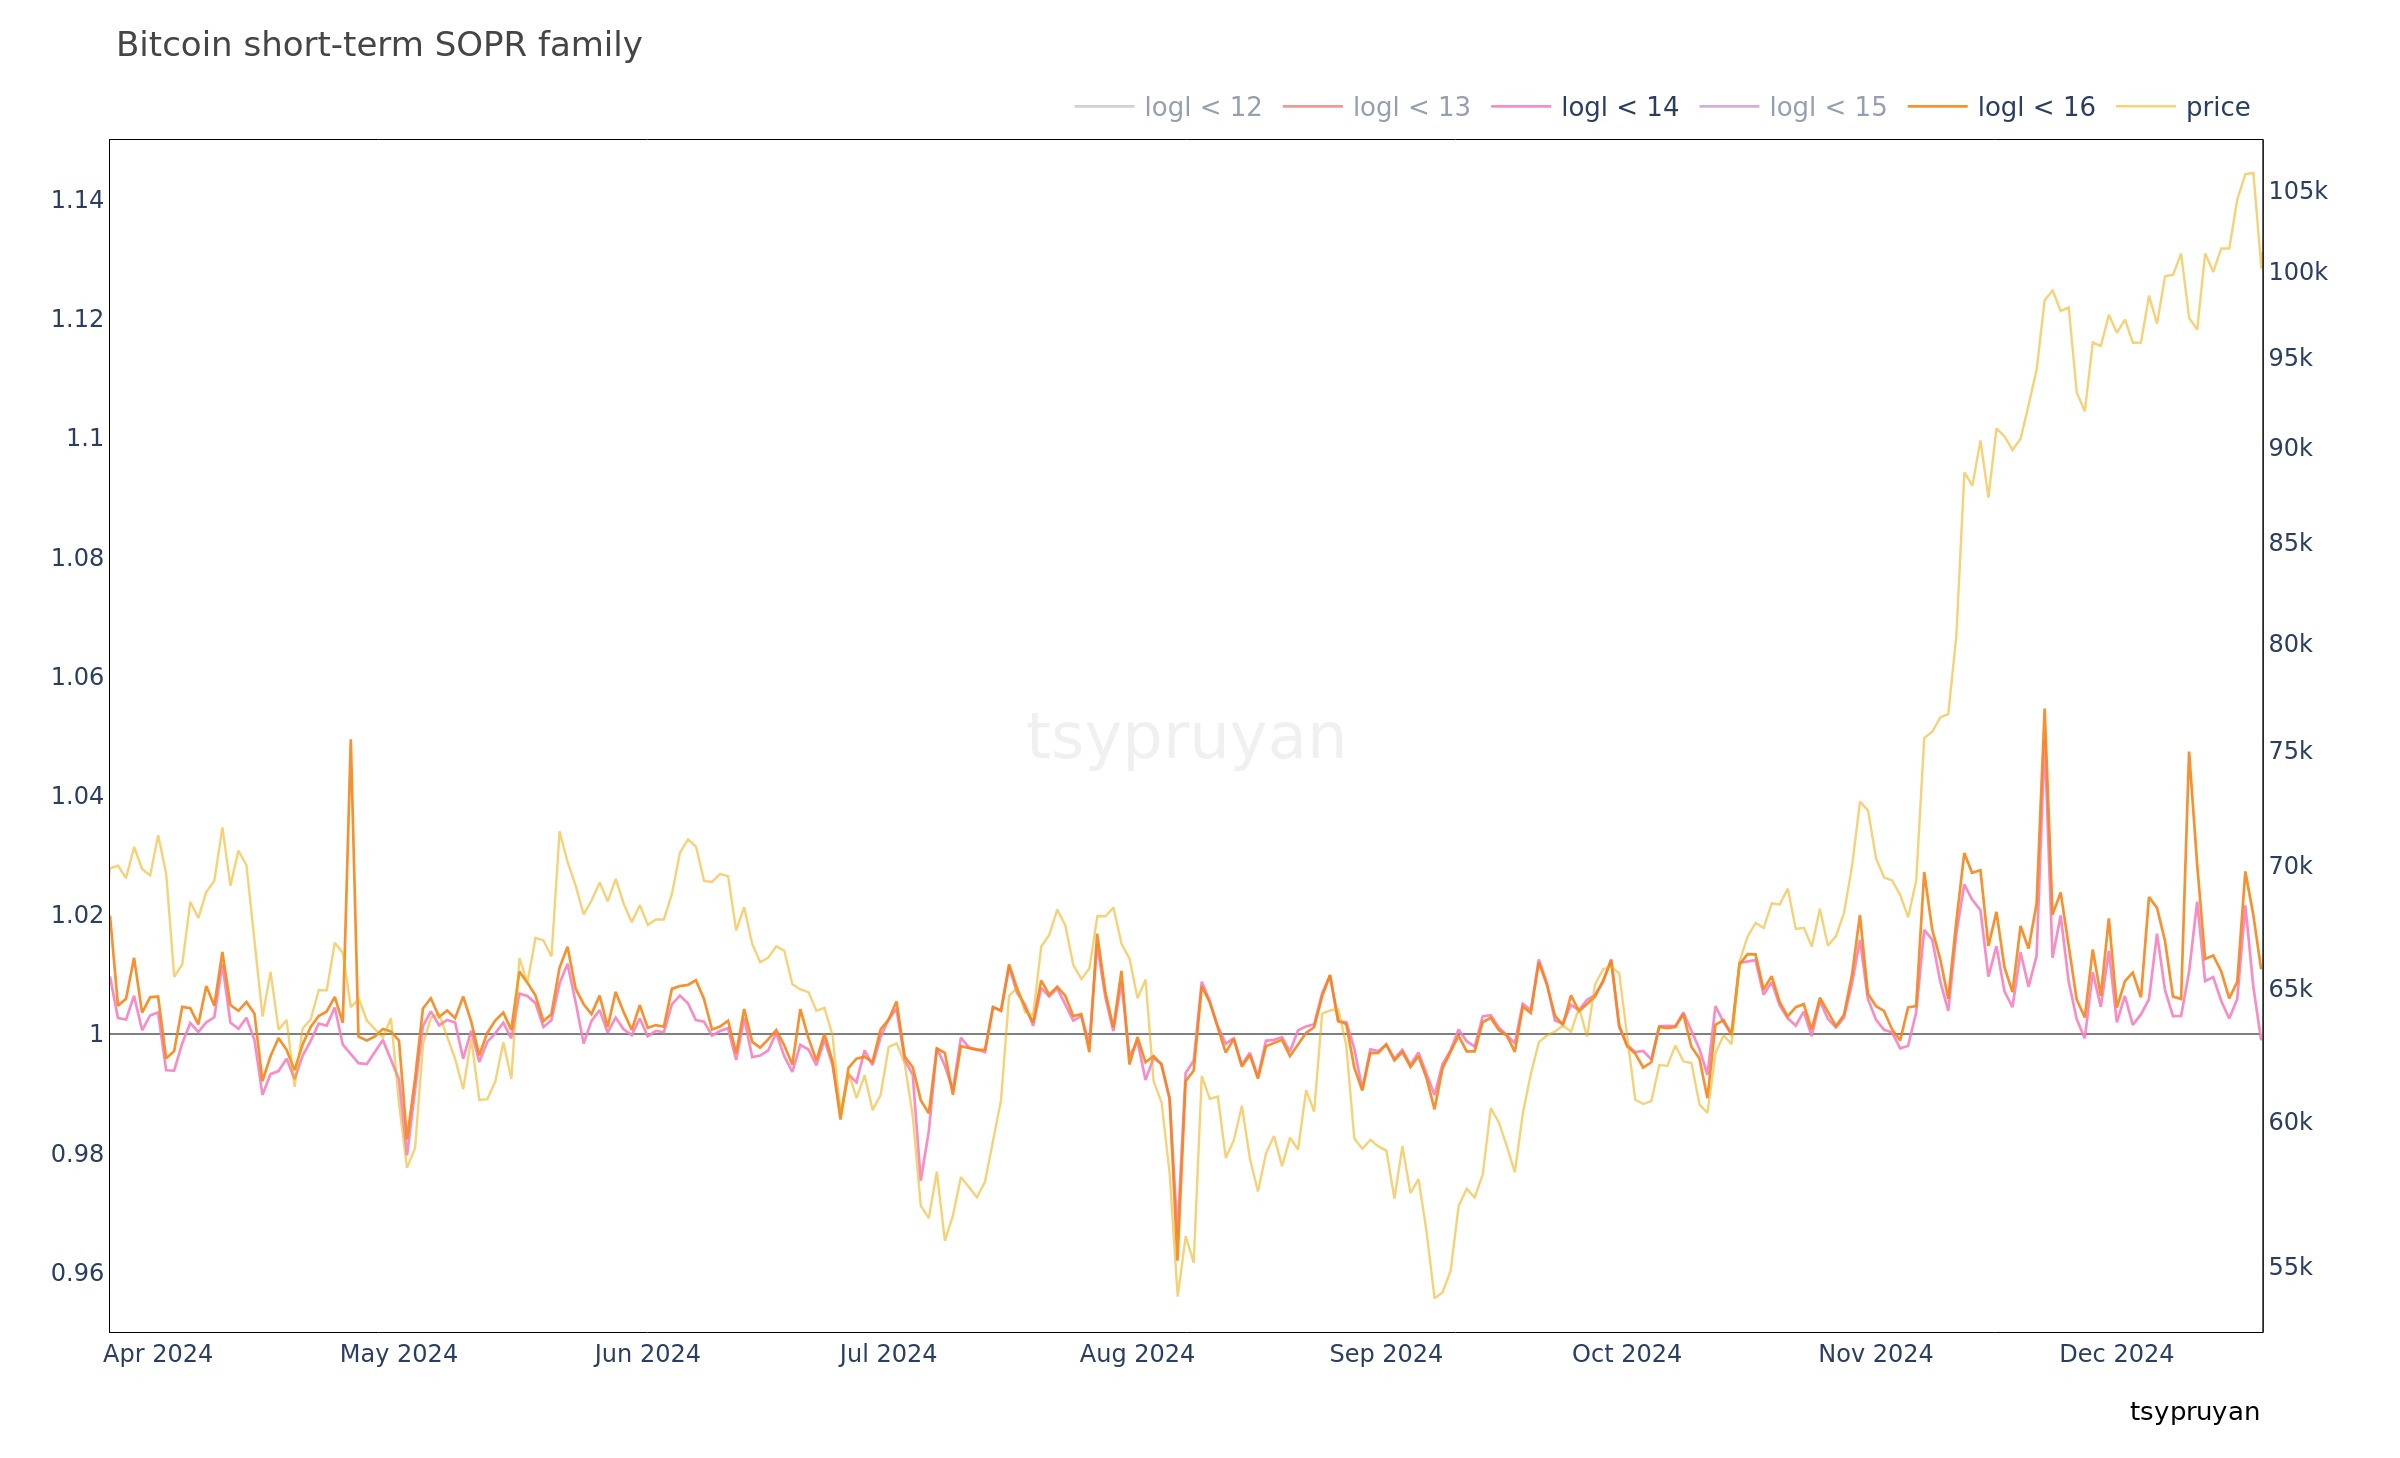 Bitcoin short-term SOPR family
logl < 12 logl < 13 logl < 14 logl < 15 logl < 16 price
1.14
1.12
1.1
1.08
1.06
1.04
1.02
1
0.98
0.96
105k
100k
95k
90k
85k
80k
75k
70k
65k
60k
55k
tsypruyan
Apr 2024 May 2024 Jun 2024 Jul 2024 Aug 2024 Sep 2024 Oct 2024 Nov 2024 Dec 2024
tsypruyan